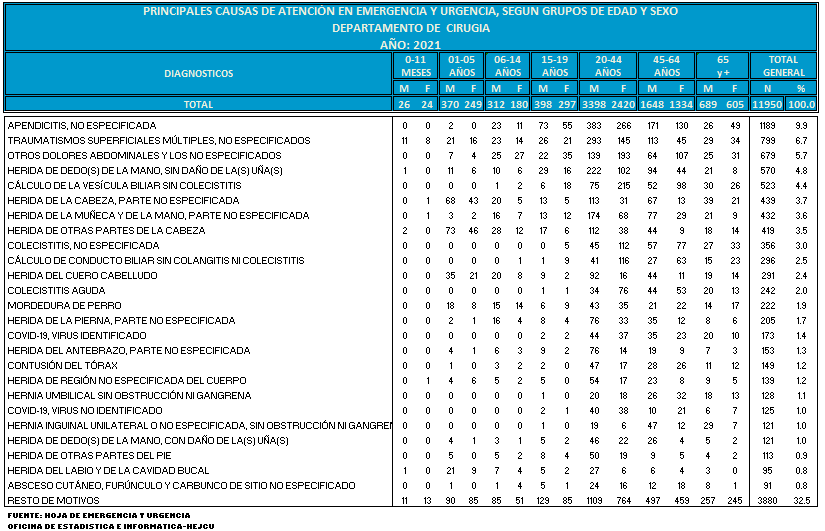 PRINCIPALES CAUSAS DE ATENCIÓN EN EMERGENCIA Y URGENCIA, SEGUN GRUPOS DE EDAD Y SEXO
DEPARTAMENTO DE CIRUGIA
AÑO: 2021
DIAGNOSTICOS 0-11 MESES 01-05 AÑOS 06-14 AÑOS 15-19 AÑOS 20-44 AÑOS 45-64 AÑOS 65 y + TOTAL GENERAL
M F M F M F M F M F M F M F N %
TOTAL 26 24 370 249 312 180 398 297 3398 2420 1648 1334 689 605 11950 100.0
APENDICITIS, NO ESPECIFICADA 0 0 2 0 23 11 73 55 383 266 171 130 26 49 1189 9.9
TRAUMATISMOS SUPERFICIALES MÚLTIPLES, NO ESPECIFICADOS 11 8 21 16 23 14 26 21 293 145 113 45 29 34 799 6.7
OTROS DOLORES ABDOMINALES Y LOS NO ESPECIFICADOS 0 0 7 4 25 27 22 35 139 193 64 107 25 31 679 5.7
HERIDA DE DEDO(S) DE LA MANO, SIN DAÑO DE LA(S) UÑA(S) 1 0 11 6 10 6 29 16 222 102 94 44 21 8 570 4.8
CÁLCULO DE LA VESÍCULA BILIAR SIN COLECISTITIS 0 0 0 0 1 2 6 18 75 215 52 98 30 26 523 4.4
HERIDA DE LA CABEZA, PARTE NO ESPECIFICADA 0 1 68 43 20 5 13 5 113 31 67 13 39 21 439 3.7
HERIDA DE LA MUÑECA Y DE LA MANO, PARTE NO ESPECIFICADA 0 1 3 2 16 7 13 12 174 68 77 29 21 9 432 3.6
HERIDA DE OTRAS PARTES DE LA CABEZA 2 0 73 46 28 12 17 6 112 38 44 9 18 14 419 3.5
COLECISTITIS, NO ESPECIFICADA 0 0 0 0 0 0 0 5 45 112 57 77 27 33 356 3.0
CÁLCULO DE CONDUCTO BILIAR SIN COLANGITIS NI COLECISTITIS 0 0 0 0 0 1 1 9 41 116 27 63 15 23 296 2.5
HERIDA DEL CUERO CABELLUDO 0 0 35 21 20 8 9 2 92 16 44 11 19 14 291 2.4
COLECISTITIS AGUDA 0 0 0 0 0 0 1 1 34 76 44 53 20 13 242 2.0
MORDEDURA DE PERRO 0 0 18 8 15 14 6 9 43 35 21 22 14 17 222 1.9
HERIDA DE LA PIERNA, PARTE NO ESPECIFICADA 0 0 2 1 16 4 8 4 76 33 35 12 8 6 205 1.7
COVID-19, VIRUS IDENTIFICADO 0 0 0 0 0 0 2 2 44 37 35 23 20 10 173 1.4
HERIDA DEL ANTEBRAZO, PARTE NO ESPECIFICADA 0 0 4 1 6 3 9 2 76 14 19 9 7 3 153 1.3
CONTUSIÓN DEL TÓRAX 0 0 1 0 3 2 2 0 47 17 28 26 11 12 149 1.2
HERIDA DE REGIÓN NO ESPECIFICADA DEL CUERPO 0 1 4 6 5 2 5 0 54 17 23 8 9 5 139 1.2
HERNIA UMBILICAL SIN OBSTRUCCIÓN NI GANGRENA 0 0 0 0 0 0 1 0 20 18 26 32 18 13 128 1.1
COVID-19, VIRUS NO IDENTIFICADO 0 0 0 0 0 0 2 1 40 38 10 21 6 7 125 1.0
HERNIA INGUINAL UNILATERAL O NO ESPECIFICADA, SIN OBSTRUCCIÓN NI GANGREN 0 0 0 0 0 1 0 19 6 47 12 29 7 121 1.0
HERIDA DE DEDO(S) DE LA MANO, CON DAÑO DE LA(S) UÑA(S) 0 0 4 1 3 1 5 2 46 22 26 4 5 2 121 1.0
HERIDA DE OTRAS PARTES DEL PIE 0 0 5 0 5 2 8 4 50 19 9 5 4 2 113 0.9
HERIDA DEL LABIO Y DE LA CAVIDAD BUCAL 1 0 21 9 7 4 5 2 27 6 6 4 3 0 95 0.8
ABSCESO CUTÁNEO, FURÚNCULO Y CARBUNCO DE SITIO NO ESPECIFICADO 0 0 1 0 1 4 5 1 24 16 12 18 8 1 91 0.8
RESTO DE MOTIVOS 11 13 90 85 85 51 129 85 1109 764 497 459 257 245 3880 32.5
FUENTE: HOJA DE EMERGENCIA Y URGENCIA
OFICINA DE ESTADISTICA E INFORMATICA-HEJCU